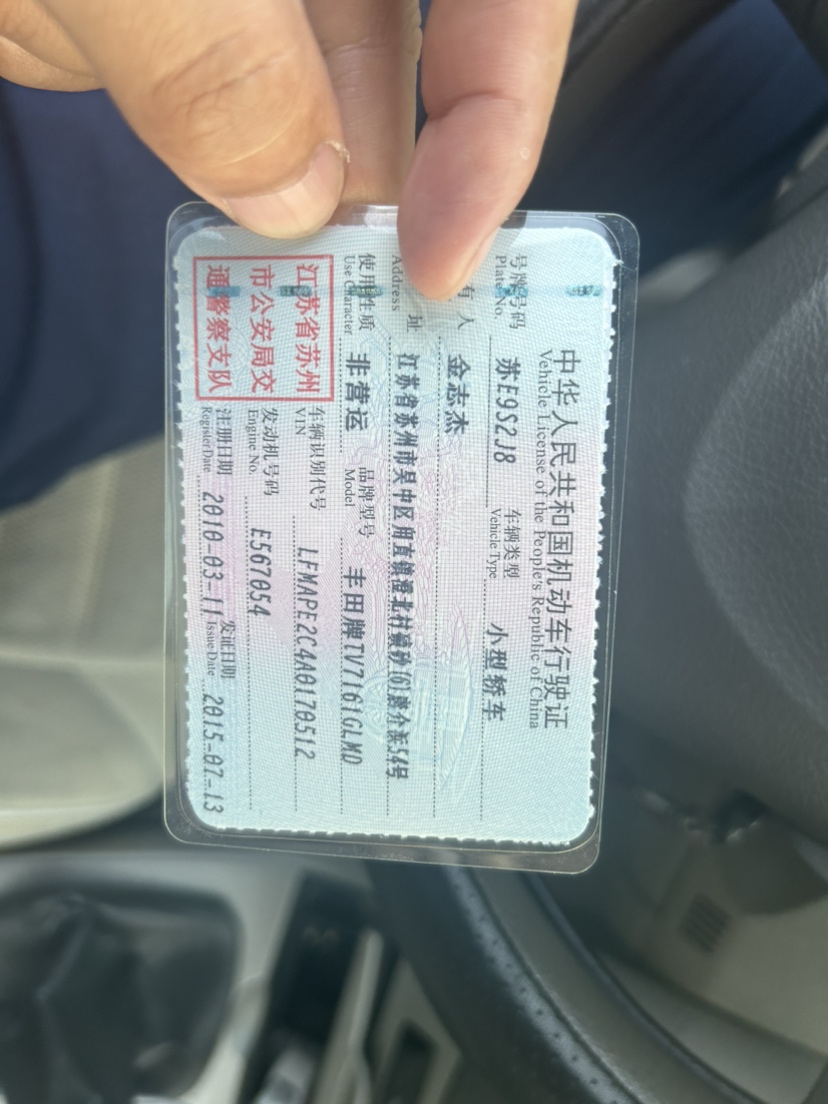 中华人民共和国机动车行驶证
Vehicle License of the People's Republic of China
号牌号码 苏E9S2J8 车辆类型 小型轿车
Plate No. Vehicle Type
有人 金志杰
址 江苏省苏州市吴中区甪直镇澄北村 54号
Address
使用性质 非营运 品牌型号 丰田牌TV7161GLMD
Use Character Model
江苏省苏州
市公安局交
通警察支队
车辆识别代号 LFMAPE2C4A0170512
VIN
发动机号码 E567054
Engine No.
注册日期 2010-03-11 发证日期 2015-07-13
Register Date Issue Date